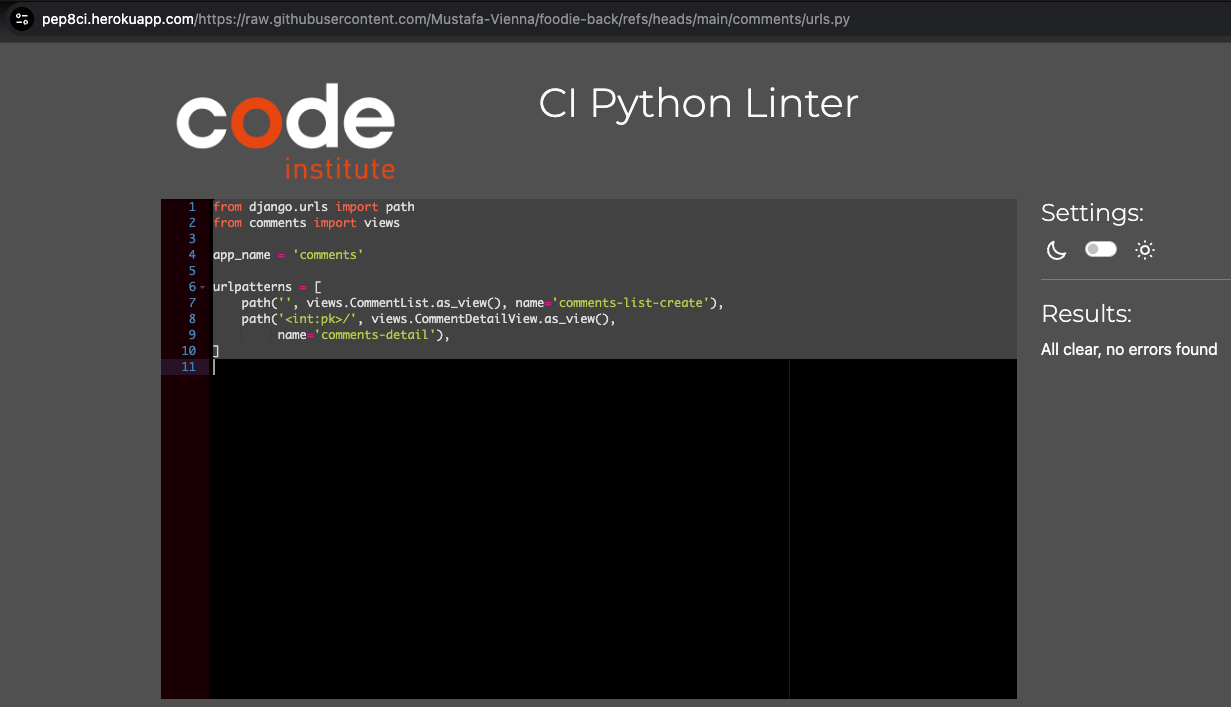 pep8ci.herokuapp.com/https://raw.githubusercontent.com/Mustafa-Vienna/foodie-back/refs/heads/main/comments/urls.py
code
institute
CI Python Linter
1 from django.urls import path
2 from comments import views
3
4 app_name = 'comments'
5
6 urlpatterns = [
7     path('', views.CommentList.as_view(), name='comments-list-create'),
8     path('<int:pk>/', views.CommentDetailView.as_view(),
9          name='comments-detail'),
10 ]
11
Settings:
Results:
All clear, no errors found